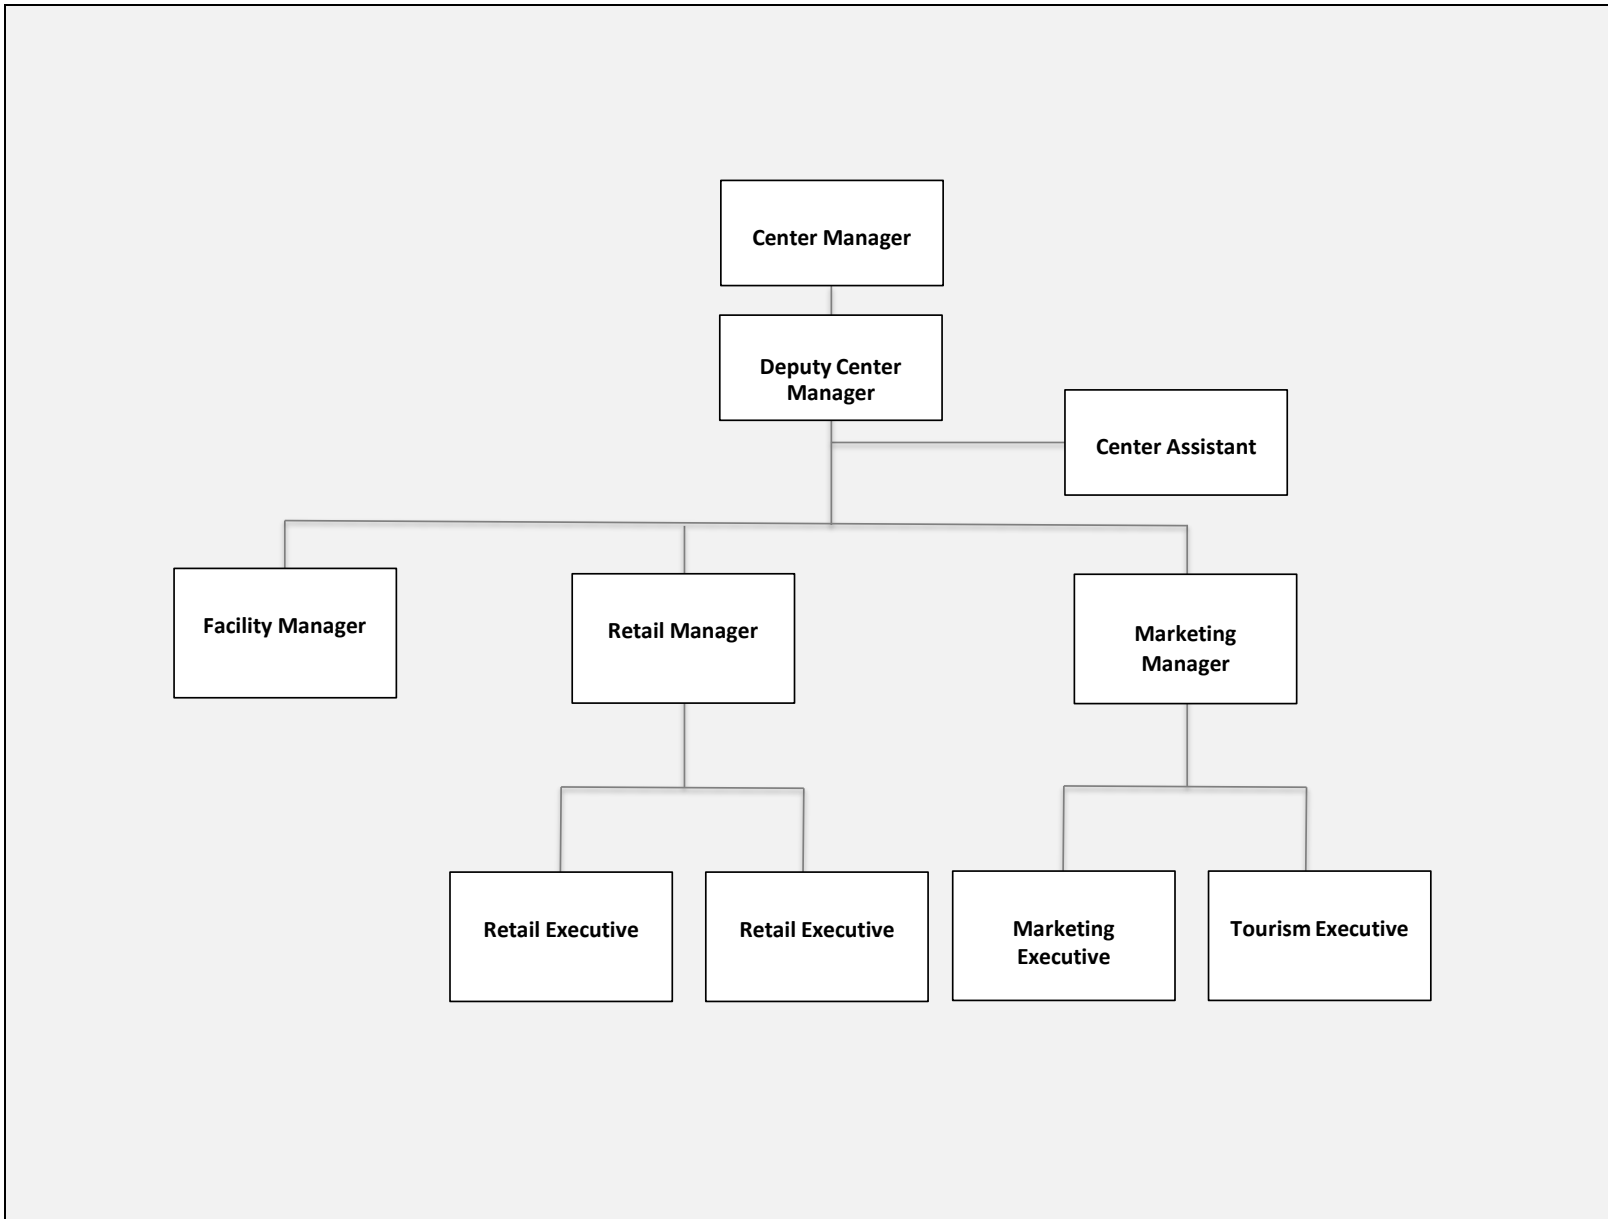 Center Manager
Deputy Center
Manager
Center Assistant
Facility Manager
Retail Manager
Marketing
Manager
Retail Executive
Retail Executive
Marketing
Executive
Tourism Executive